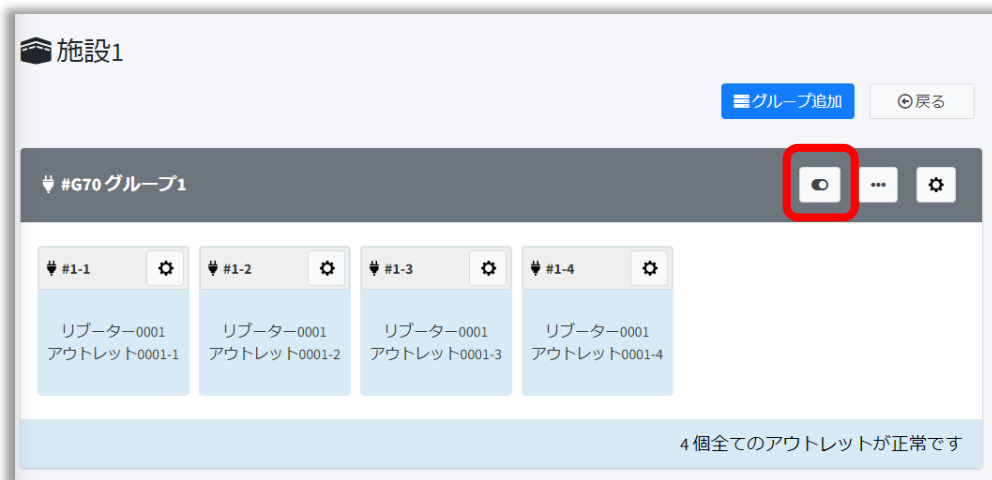 施設1
グループ追加 戻る
#G70 グループ1
#1-1 #1-2 #1-3 #1-4
リブーター0001 リブーター0001 リブーター0001 リブーター0001
アウトレット0001-1 アウトレット0001-2 アウトレット0001-3 アウトレット0001-4
4 個全てのアウトレットが正常です